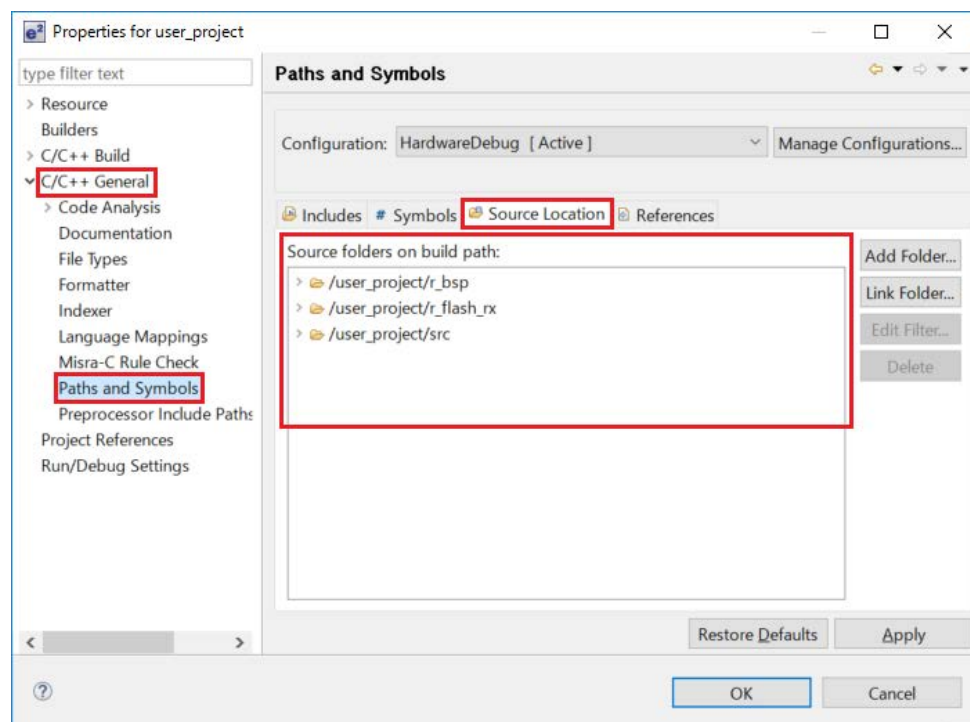 e² Properties for user_project
type filter text
Resource
Builders
C/C++ Build
C/C++ General
Code Analysis
Documentation
File Types
Formatter
Indexer
Language Mappings
Misra-C Rule Check
Paths and Symbols
Preprocessor Include Paths
Project References
Run/Debug Settings
Paths and Symbols
Configuration: HardwareDebug [ Active ] Manage Configurations...
Includes # Symbols Source Location References
Source folders on build path:
/user_project/r_bsp
/user_project/r_flash_rx
/user_project/src
Add Folder...
Link Folder...
Edit Filter...
Delete
Restore Defaults Apply
? OK Cancel